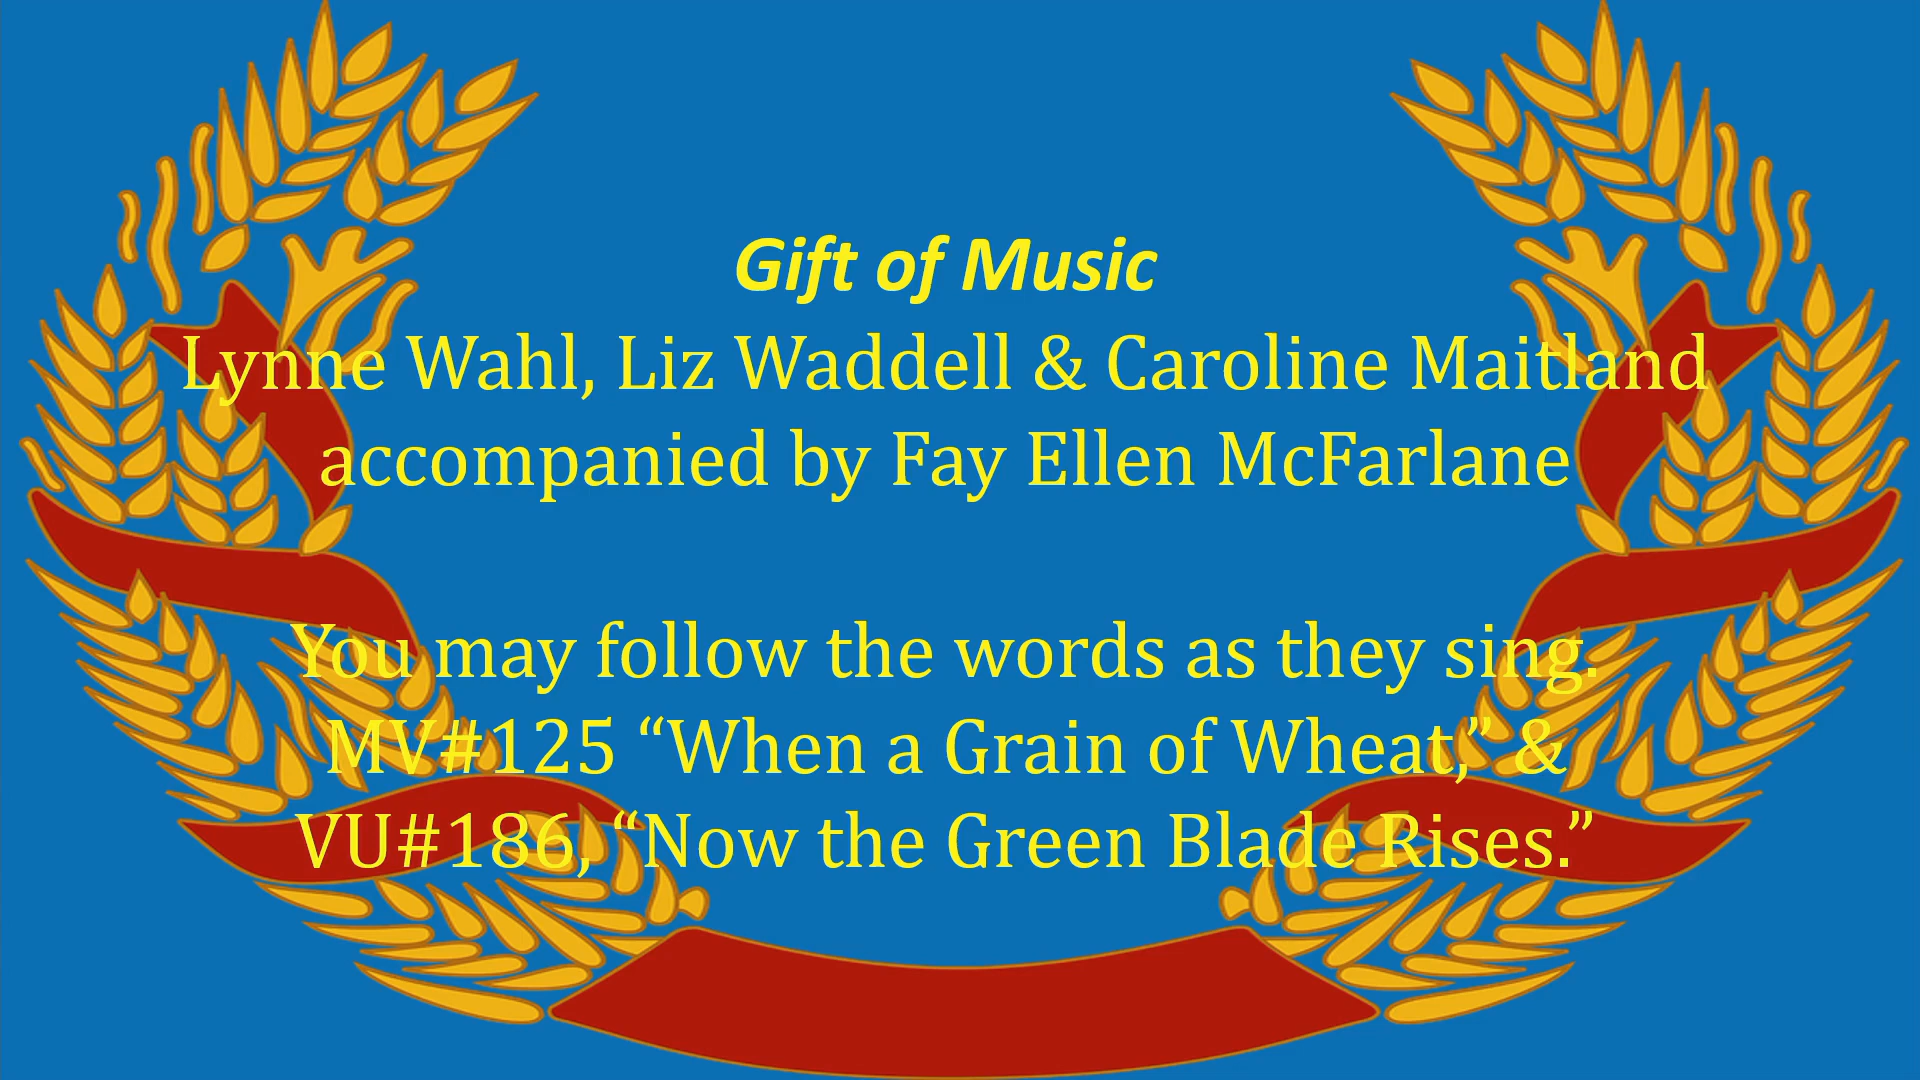 Gift of Music
Lynne Wahl, Liz Waddell & Caroline Maitland
accompanied by Fay Ellen McFarlane
You may follow the words as they sing.
MV#125 “When a Grain of Wheat,” &
VU#186, “Now the Green Blade Rises.”